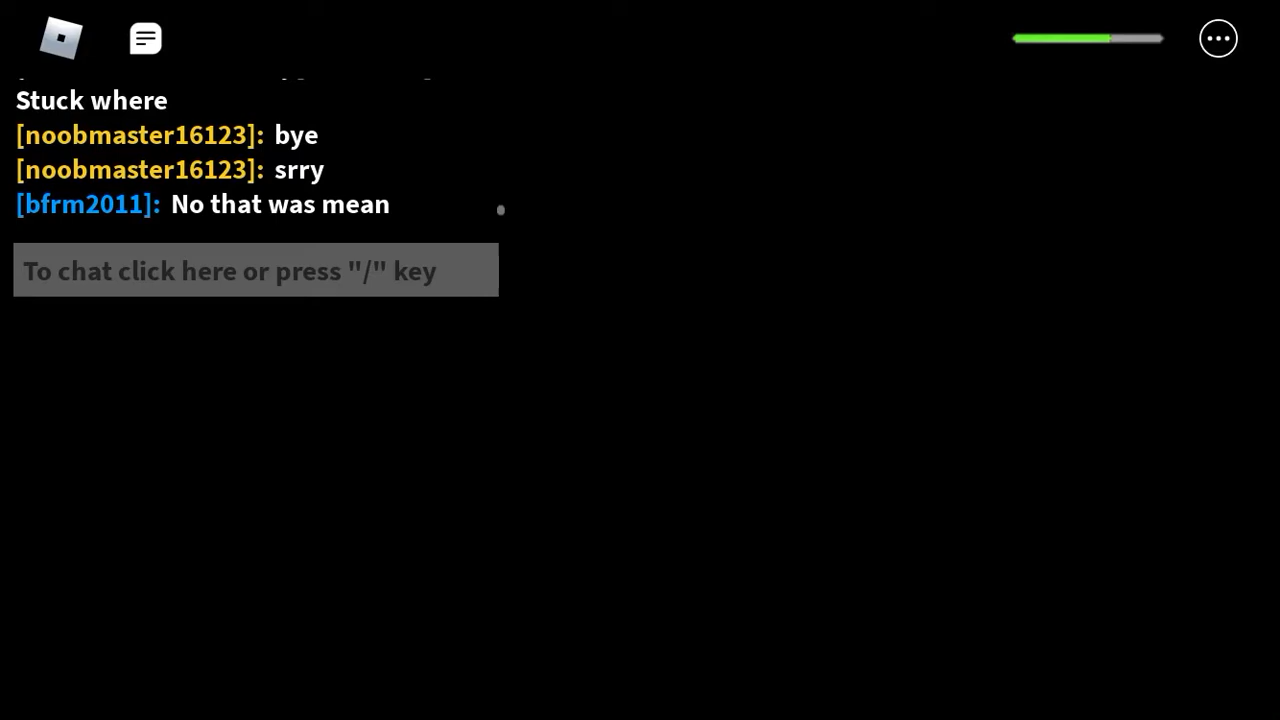 Stuck where
[noobmaster16123]: bye
[noobmaster16123]: srry
[bfrm2011]: No that was mean
To chat click here or press "/" key